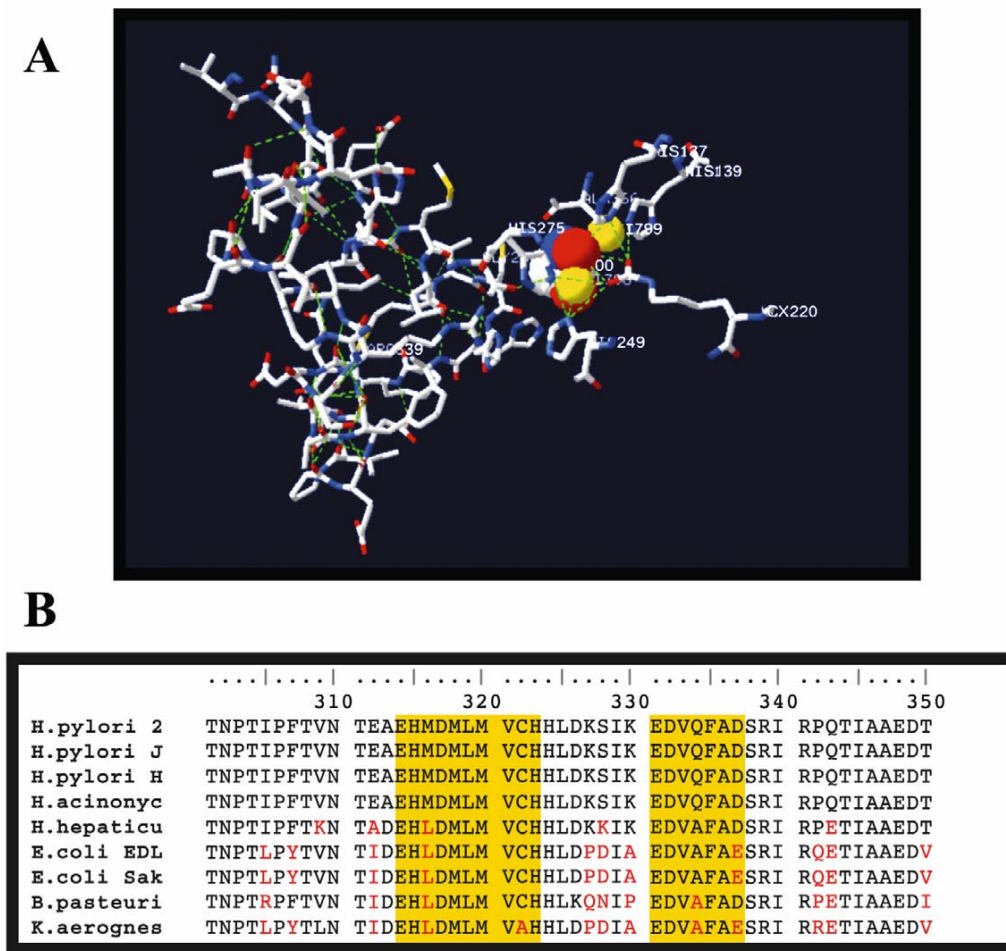 A
HIS139
HIS275
I799
00
CX220
249
B
....|....|....|....|....|....|....|....|....|....|
310 320 330 340 350
H.pylori 2 TNPTIPFTVN TEAEHMDMLM VCHHLDKSIK EDVQFADSRI RPQTIAAEDT
H.pylori J TNPTIPFTVN TEAEHMDMLM VCHHLDKSIK EDVQFADSRI RPQTIAAEDT
H.pylori H TNPTIPFTVN TEAEHMDMLM VCHHLDKSIK EDVQFADSRI RPQTIAAEDT
H.acinonyc TNPTIPFTVN TEAEHMDMLM VCHHLDKSIK EDVQFADSRI RPQTIAAEDT
H.hepaticu TNPTIPFTKN TADEHLDMLM VCHHLDKKIK EDVAFADSRI RPETIAAEDT
E.coli EDL TNPTLPYTVN TIDEHLDMLM VCHHLDPDIA EDVAFAESRI RQETIAAEDV
E.coli Sak TNPTLPYTVN TIDEHLDMLM VCHHLDPDIA EDVAFAESRI RQETIAAEDV
B.pasteuri TNPTRPFTVN TIDEHLDMLM VCHHLKQNIP EDVAFADSRI RPETIAAEDI
K.aerognes TNPTLPYTLN TIDEHLDMLM VAHHLDPDIA EDVAFAESRI RRETIAAEDV